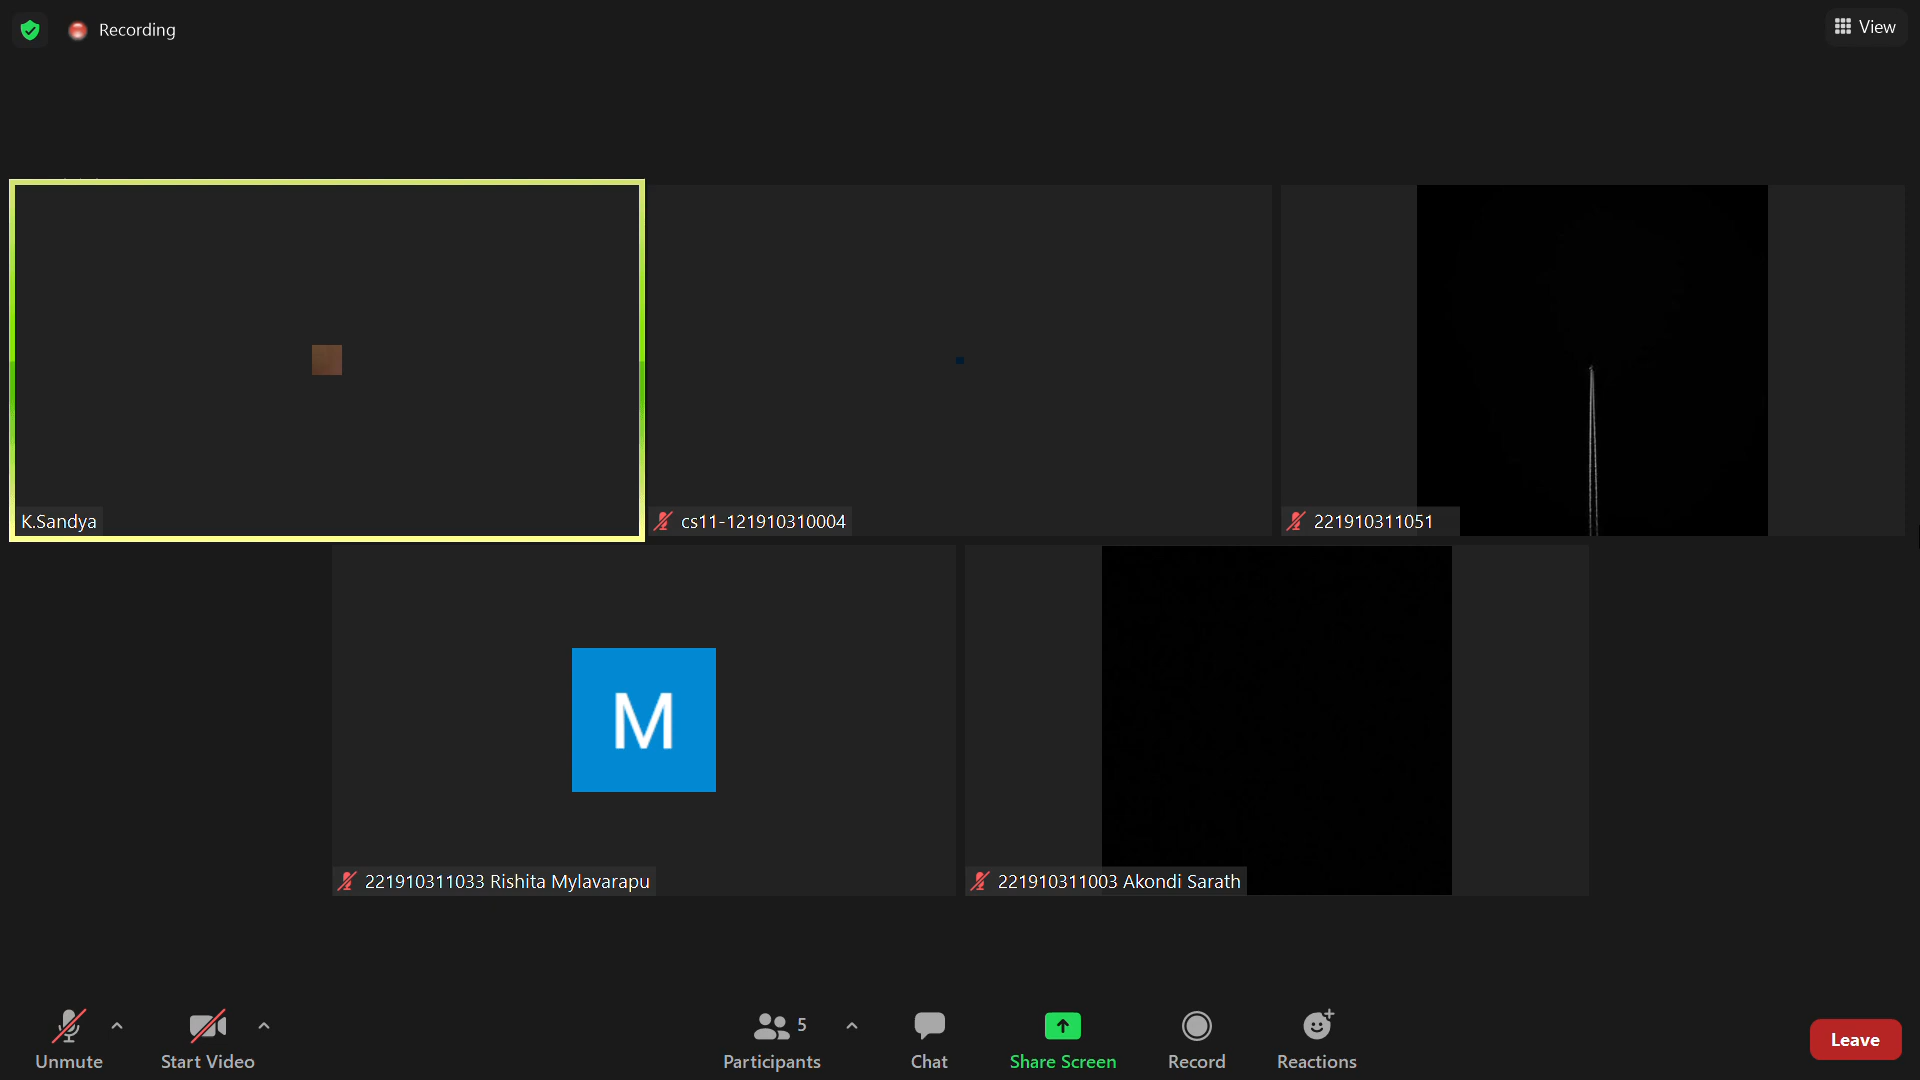 Recording
View
K.Sandya
cs11-121910310004
221910311051
M
221910311033 Rishita Mylavarapu
221910311003 Akondi Sarath
5
Unmute
Start Video
Participants
Chat
Share Screen
Record
Reactions
Leave